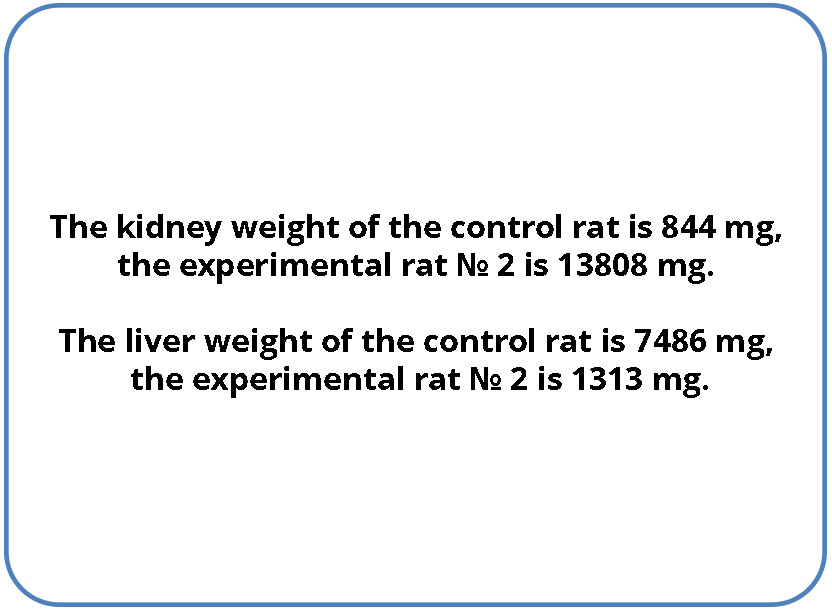 The kidney weight of the control rat is 844 mg,
the experimental rat № 2 is 13808 mg.
The liver weight of the control rat is 7486 mg,
the experimental rat № 2 is 1313 mg.